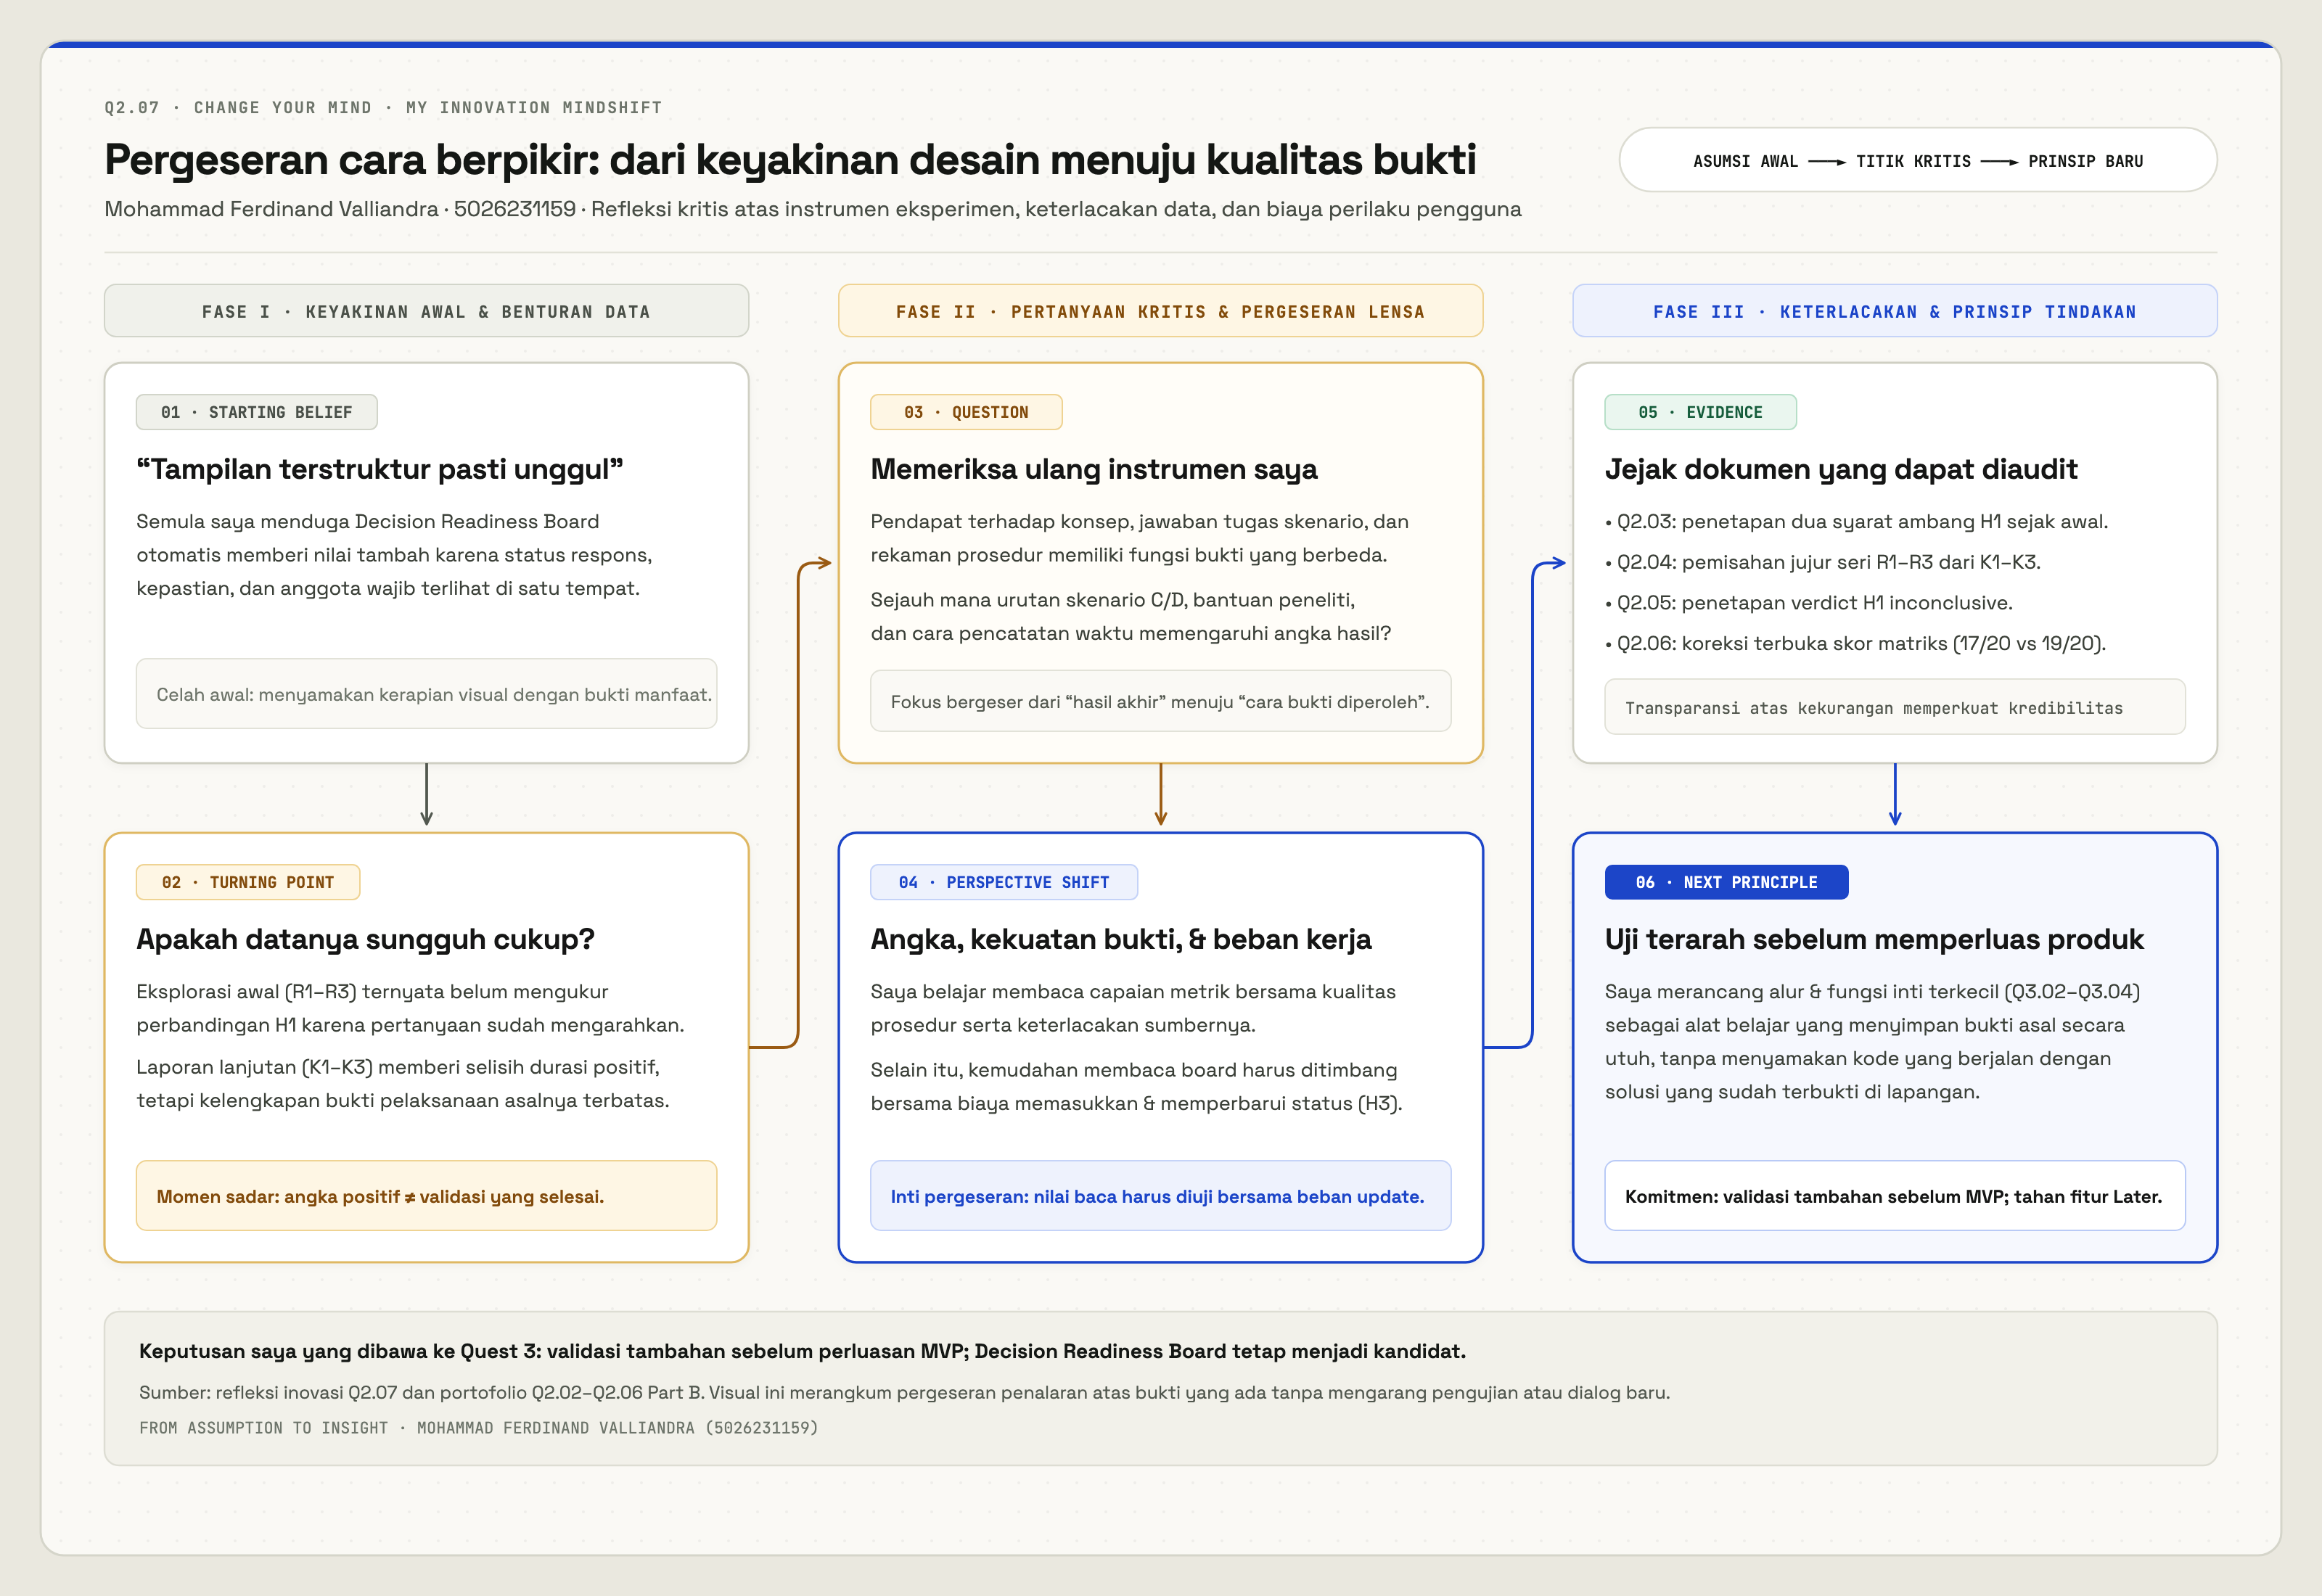 Q2.07 · CHANGE YOUR MIND · MY INNOVATION MINDSHIFT
Pergeseran cara berpikir: dari keyakinan desain menuju kualitas bukti
Mohammad Ferdinand Valliandra · 5026231159 · Refleksi kritis atas instrumen eksperimen, keterlacakan data, dan biaya perilaku pengguna
ASUMSI AWAL → TITIK KRITIS → PRINSIP BARU
FASE I · KEYAKINAN AWAL & BENTURAN DATA
01 · STARTING BELIEF
“Tampilan terstruktur pasti unggul”
Semula saya menduga Decision Readiness Board
otomatis memberi nilai tambah karena status respons,
kepastian, dan anggota wajib terlihat di satu tempat.
Celah awal: menyamakan kerapian visual dengan bukti manfaat.
02 · TURNING POINT
Apakah datanya sungguh cukup?
Eksplorasi awal (R1–R3) ternyata belum mengukur
perbandingan H1 karena pertanyaan sudah mengarahkan.
Laporan lanjutan (K1–K3) memberi selisih durasi positif,
tetapi kelengkapan bukti pelaksanaan asalnya terbatas.
Momen sadar: angka positif ≠ validasi yang selesai.
FASE II · PERTANYAAN KRITIS & PERGESERAN LENSA
03 · QUESTION
Memeriksa ulang instrumen saya
Pendapat terhadap konsep, jawaban tugas skenario, dan
rekaman prosedur memiliki fungsi bukti yang berbeda.
Sejauh mana urutan skenario C/D, bantuan peneliti,
dan cara pencatatan waktu memengaruhi angka hasil?
Fokus bergeser dari “hasil akhir” menuju “cara bukti diperoleh”.
04 · PERSPECTIVE SHIFT
Angka, kekuatan bukti, & beban kerja
Saya belajar membaca capaian metrik bersama kualitas
prosedur serta keterlacakan sumbernya.
Selain itu, kemudahan membaca board harus ditimbang
bersama biaya memasukkan & memperbarui status (H3).
Inti pergeseran: nilai baca harus diuji bersama beban update.
FASE III · KETERLACAKAN & PRINSIP TINDAKAN
05 · EVIDENCE
Jejak dokumen yang dapat diaudit
• Q2.03: penetapan dua syarat ambang H1 sejak awal.
• Q2.04: pemisahan jujur seri R1–R3 dari K1–K3.
• Q2.05: penetapan verdict H1 inconclusive.
• Q2.06: koreksi terbuka skor matriks (17/20 vs 19/20).
Transparansi atas kekurangan memperkuat kredibilitas
06 · NEXT PRINCIPLE
Uji terarah sebelum memperluas produk
Saya merancang alur & fungsi inti terkecil (Q3.02–Q3.04)
sebagai alat belajar yang menyimpan bukti asal secara
utuh, tanpa menyamakan kode yang berjalan dengan
solusi yang sudah terbukti di lapangan.
Komitmen: validasi tambahan sebelum MVP; tahan fitur Later.
Keputusan saya yang dibawa ke Quest 3: validasi tambahan sebelum perluasan MVP; Decision Readiness Board tetap menjadi kandidat.
Sumber: refleksi inovasi Q2.07 dan portofolio Q2.02–Q2.06 Part B. Visual ini merangkum pergeseran penalaran atas bukti yang ada tanpa mengarang pengujian atau dialog baru.
FROM ASSUMPTION TO INSIGHT · MOHAMMAD FERDINAND VALLIANDRA (5026231159)